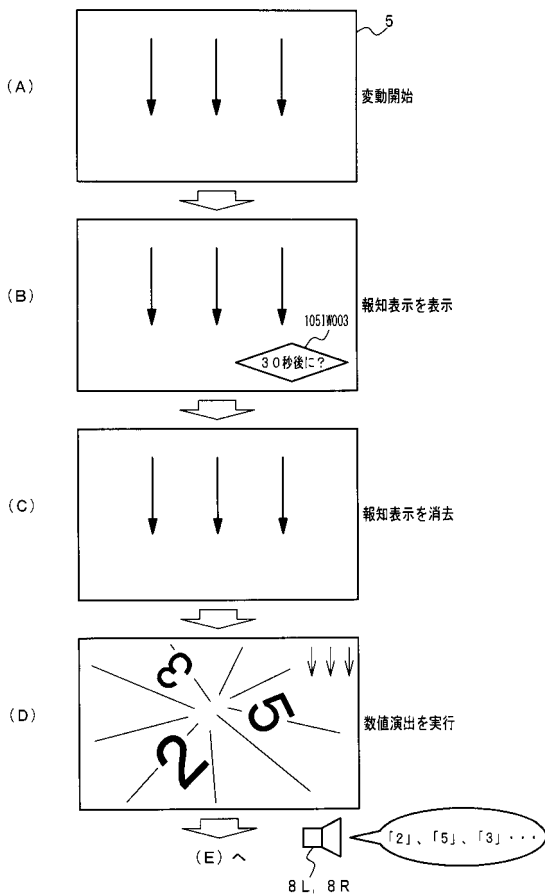 5
(A)
変動開始
(B)
報知表示を表示
1051W003
30秒後に?
(C)
報知表示を消去
(D)
3
5
2
数値演出を実行
(E)へ
「2」、「5」、「3」・・・
8L, 8R